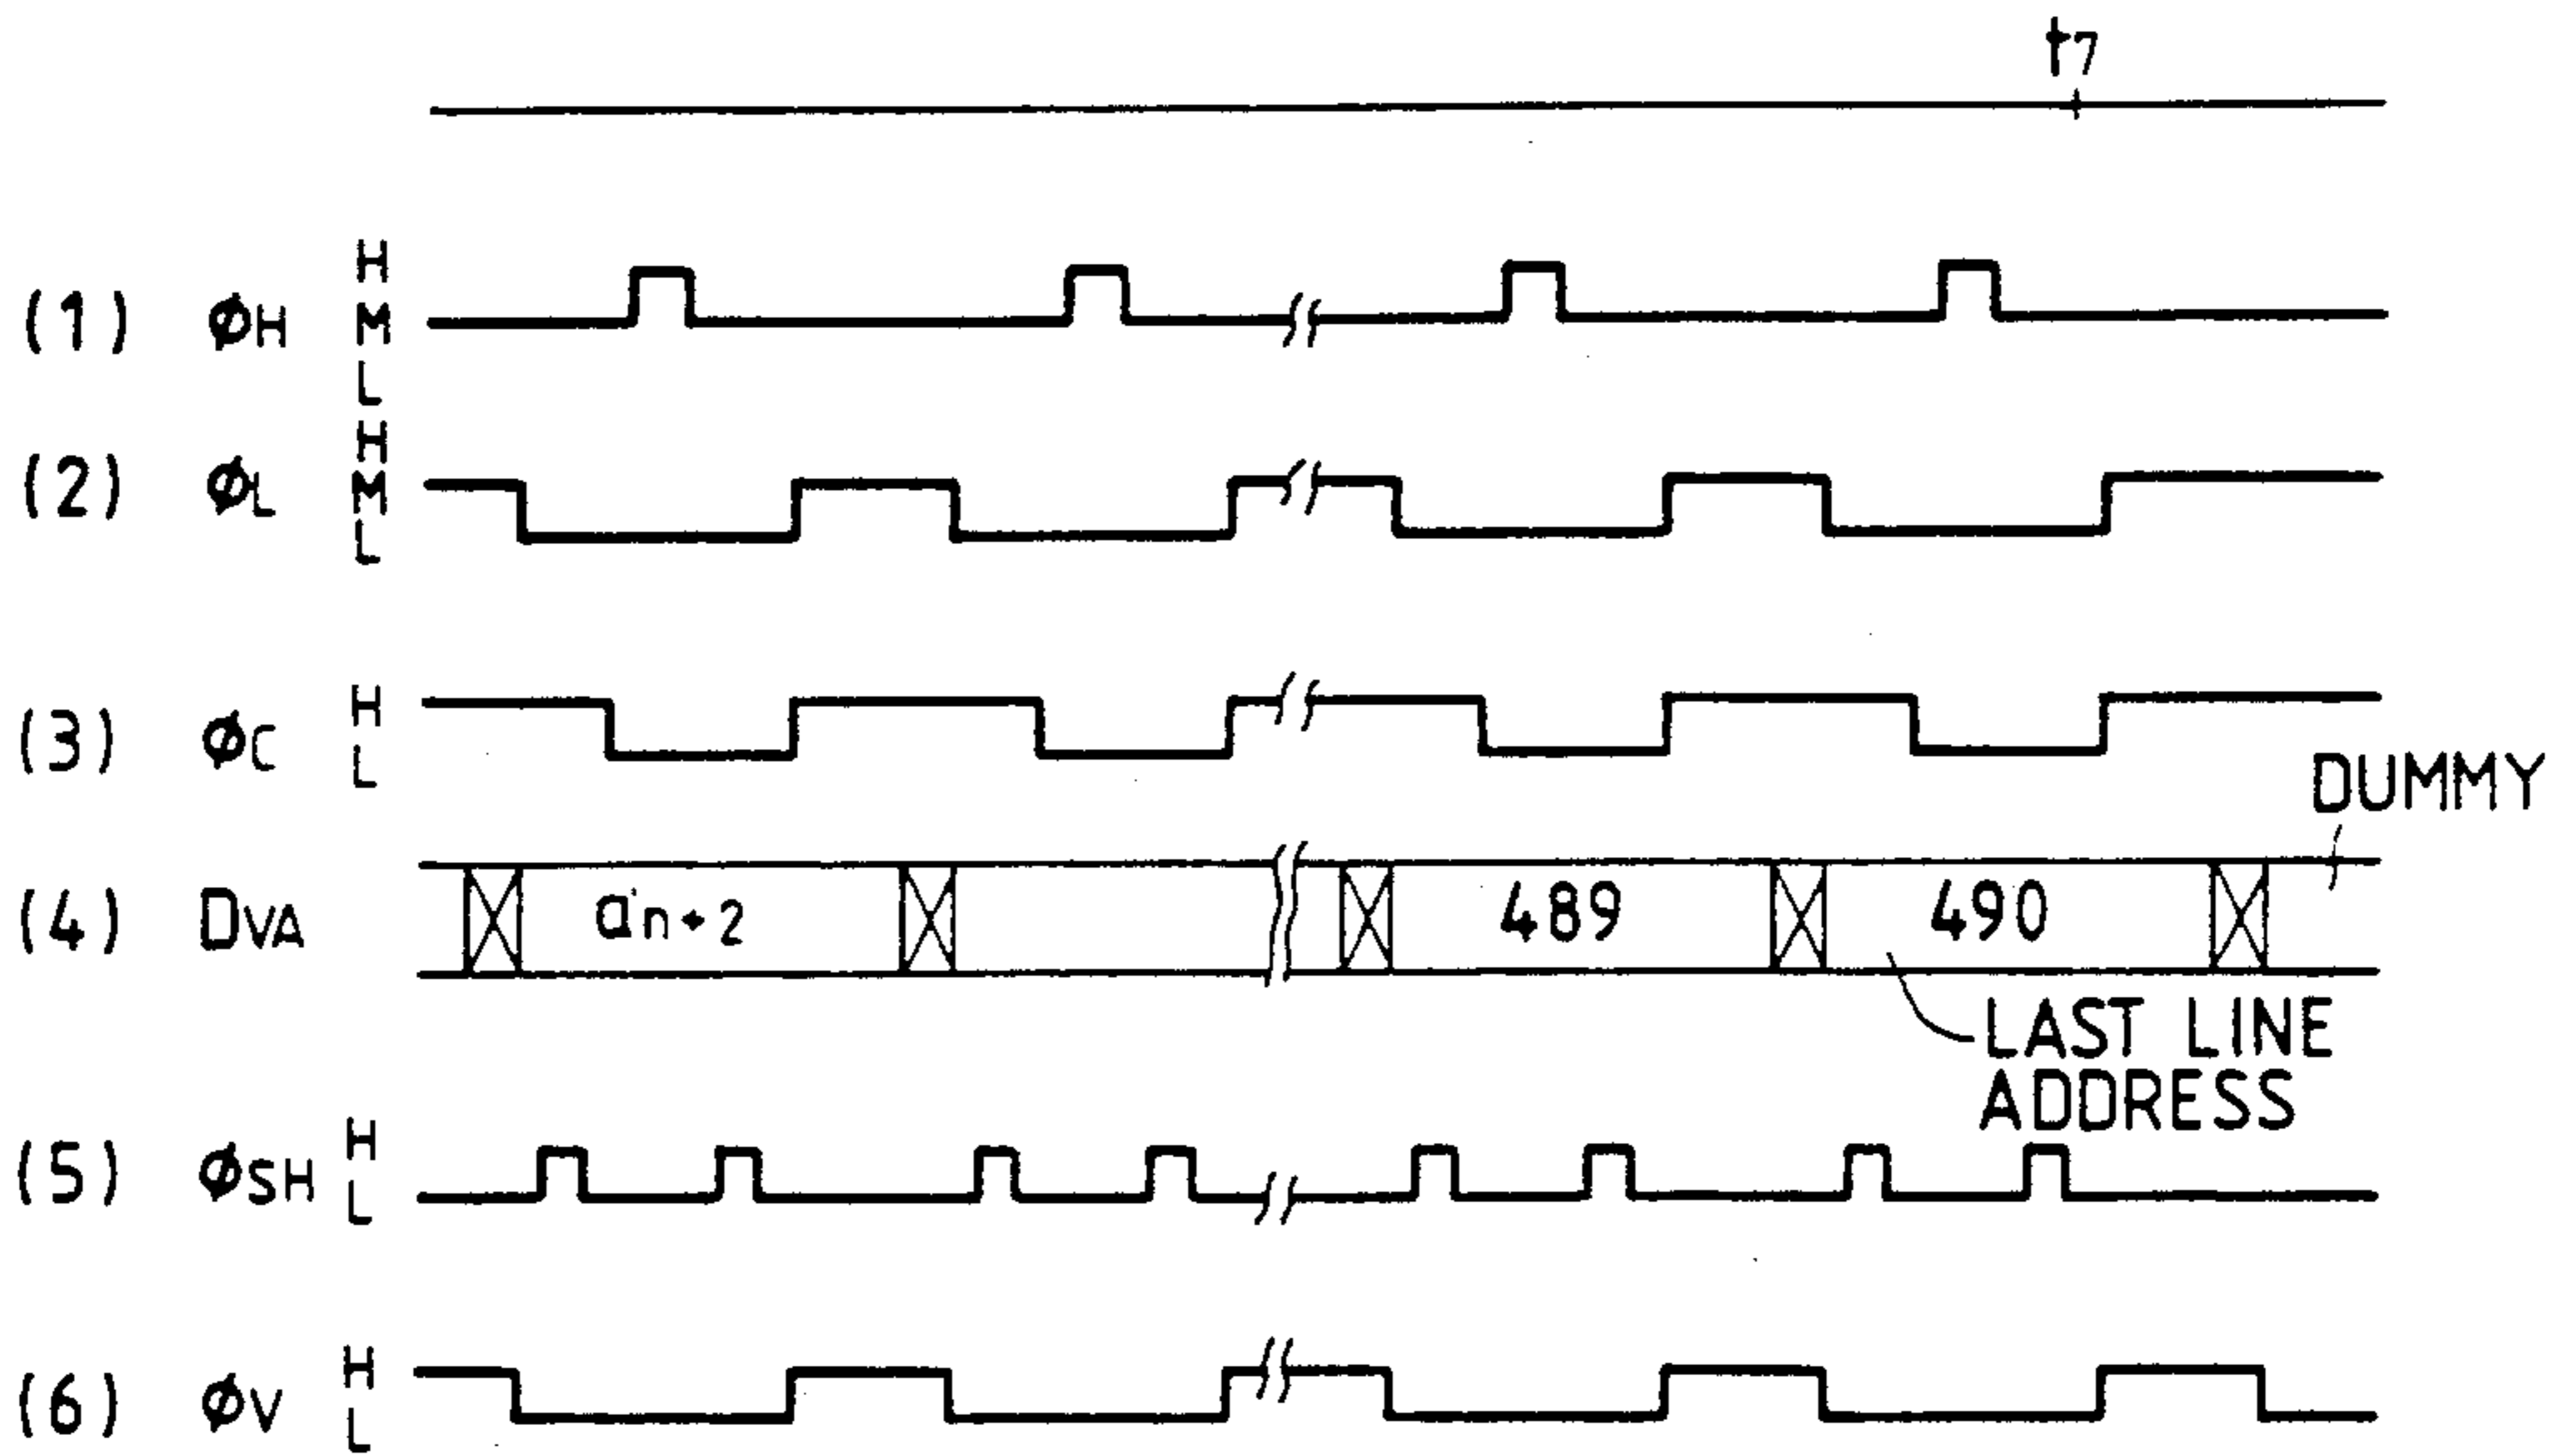 t7
(1) φH H M L
(2) φL H M L
(3) φC H L
DUMMY
(4) DVA a'n+2 489 490
LAST LINE
ADDRESS
(5) φSH H L
(6) φV H L